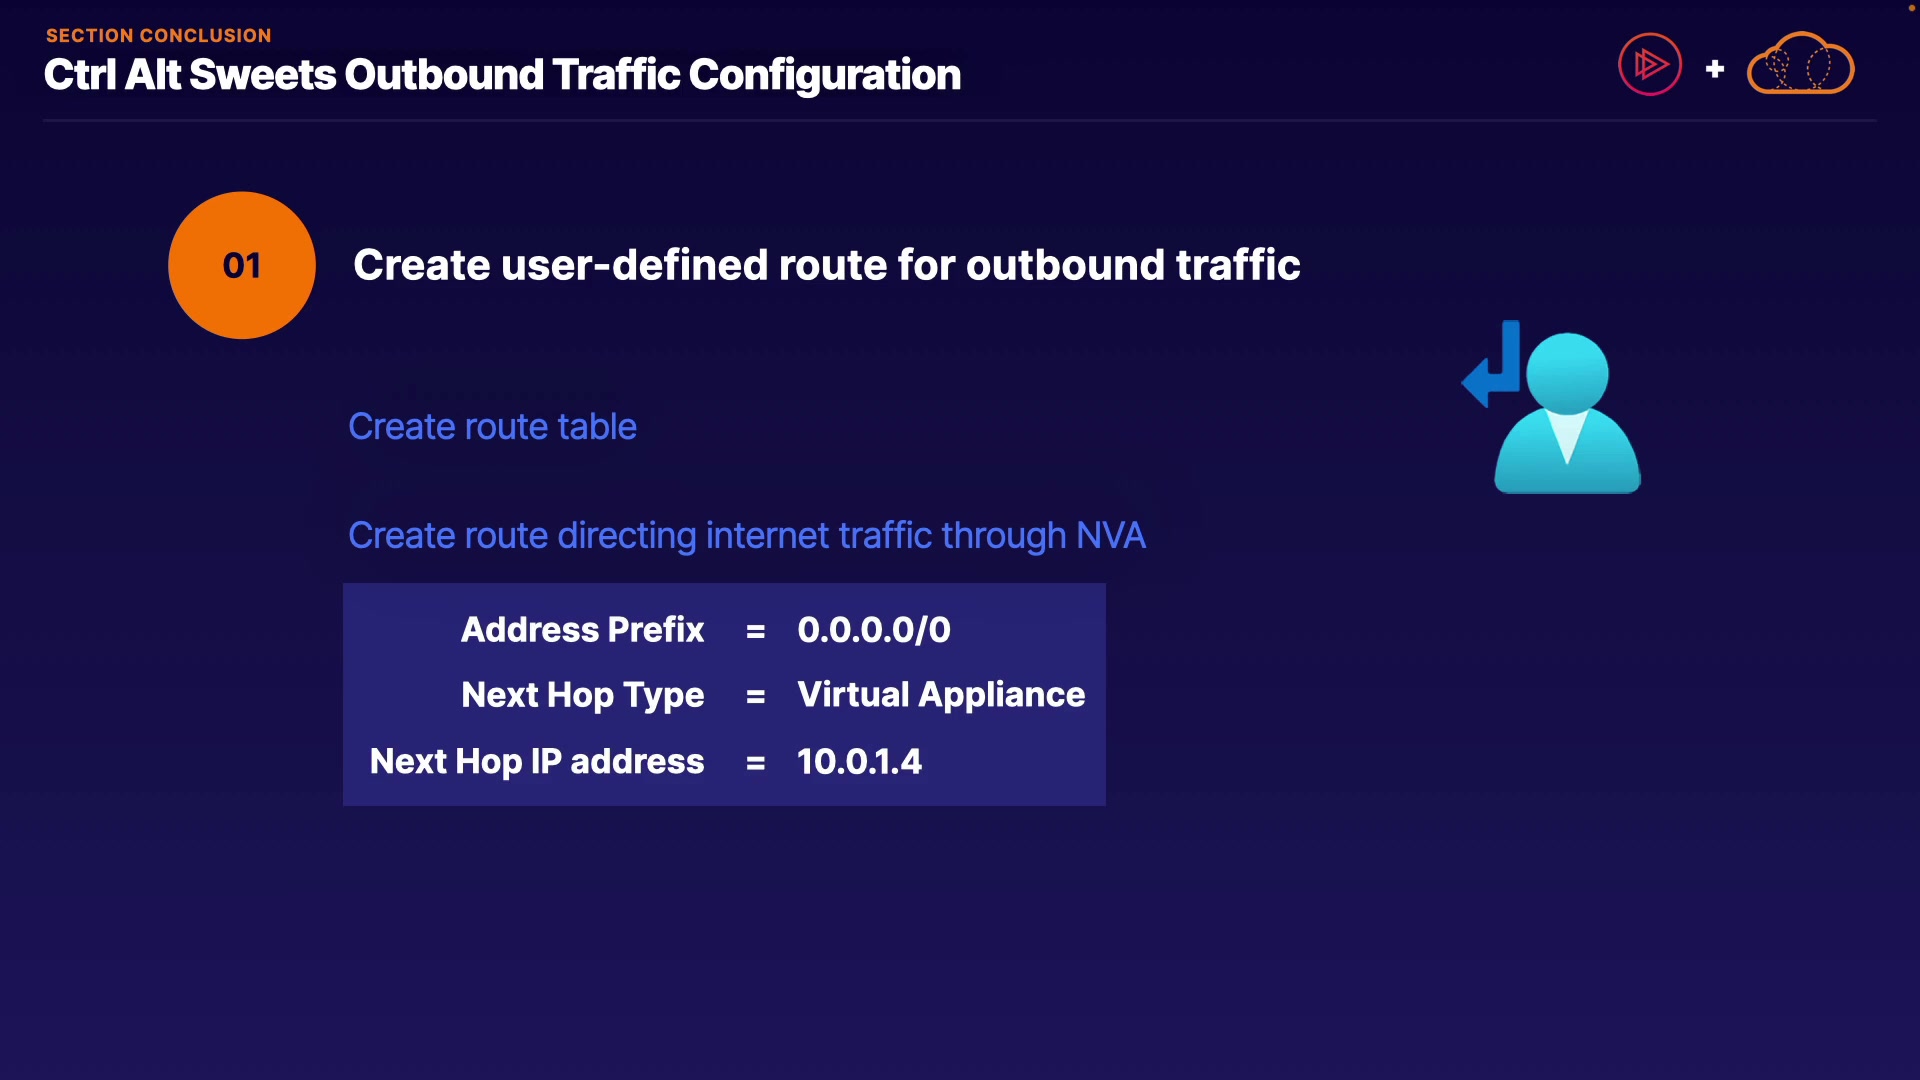 SECTION CONCLUSION
Ctrl Alt Sweets Outbound Traffic Configuration
+
01
Create user-defined route for outbound traffic
Create route table
Create route directing internet traffic through NVA
Address Prefix = 0.0.0.0/0
Next Hop Type = Virtual Appliance
Next Hop IP address = 10.0.1.4